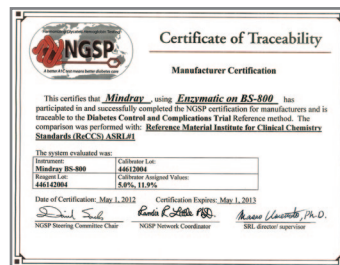 Harmonizing Glycated Hemoglobin Testing
NGSP
A better A1C test means better diabetes care
Certificate of Traceability
Manufacturer Certification
This certifies that Mindray, using Enzymatic on BS-800 has
participated in and successfully completed the NGSP certification for manufacturers and is
traceable to the Diabetes Control and Complications Trial Reference method. The
comparison was performed with: Reference Material Institute for Clinical Chemistry
Standards (ReCCS) ASRL#1
The system evaluated was:
Instrument: Calibrator Lot:
Mindray BS-800 44612004
Reagent Lot: Calibrator Assigned Values:
446142004 5.0%, 11.9%
Date of Certification: May 1, 2012 Certification Expires: May 1, 2013
NGSP Steering Committee Chair NGSP Network Coordinator SRL director/ supervisor